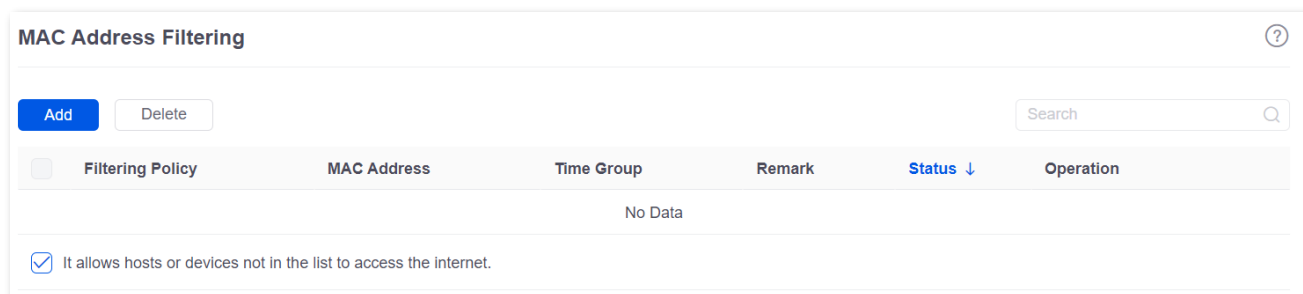 MAC Address Filtering
?
Add Delete Search
Filtering Policy MAC Address Time Group Remark Status ↓ Operation
No Data
It allows hosts or devices not in the list to access the internet.